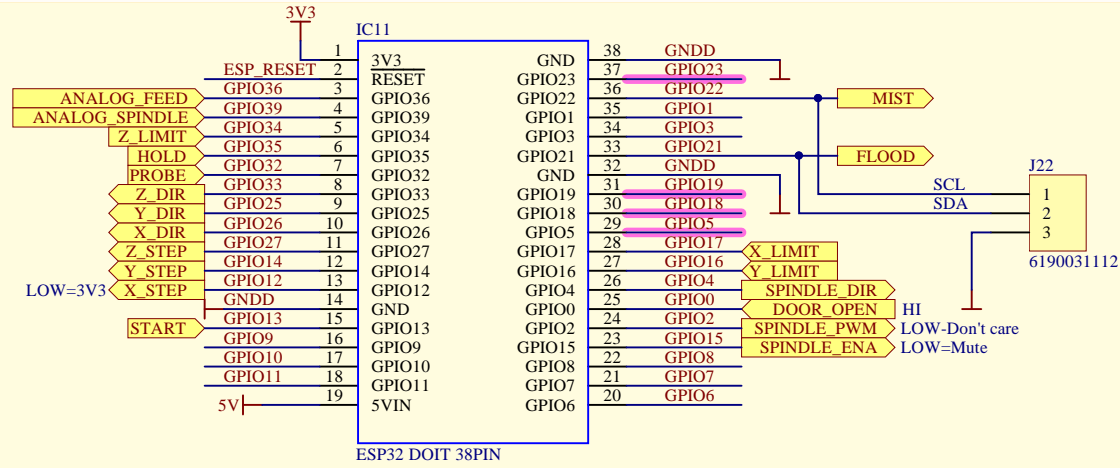 3V3
IC11
1 3V3 GND 38 GNDD
ESP_RESET 2 RESET GPIO23 37 GPIO23
ANALOG_FEED GPIO36 3 GPIO36 GPIO22 36 GPIO22 MIST
ANALOG_SPINDLE GPIO39 4 GPIO39 GPIO1 35 GPIO1
Z_LIMIT GPIO34 5 GPIO34 GPIO3 34 GPIO3
HOLD GPIO35 6 GPIO35 GPIO21 33 GPIO21 FLOOD
PROBE GPIO32 7 GPIO32 GND 32 GNDD J22
Z_DIR GPIO33 8 GPIO33 GPIO19 31 GPIO19 SCL 1
Y_DIR GPIO25 9 GPIO25 GPIO18 30 GPIO18 SDA 2
X_DIR GPIO26 10 GPIO26 GPIO5 29 GPIO5 3
Z_STEP GPIO27 11 GPIO27 GPIO17 28 GPIO17 X_LIMIT 6190031112
Y_STEP GPIO14 12 GPIO14 GPIO16 27 GPIO16 Y_LIMIT
LOW=3V3 X_STEP GPIO12 13 GPIO12 GPIO4 26 GPIO4 SPINDLE_DIR
GNDD 14 GND GPIO0 25 GPIO0 DOOR_OPEN HI
START GPIO13 15 GPIO13 GPIO2 24 GPIO2 SPINDLE_PWM LOW-Don't care
GPIO9 16 GPIO9 GPIO15 23 GPIO15 SPINDLE_ENA LOW=Mute
GPIO10 17 GPIO10 GPIO8 22 GPIO8
GPIO11 18 GPIO11 GPIO7 21 GPIO7
5V 19 5VIN GPIO6 20 GPIO6
ESP32 DOIT 38PIN